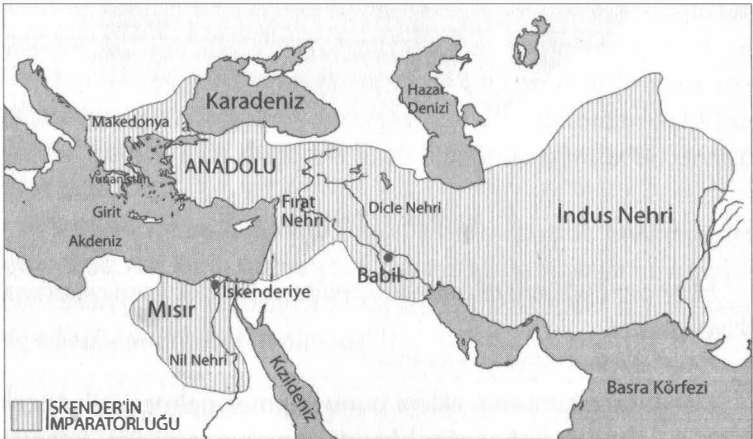 Karadeniz
Hazar
Denizi
Makedonya
ANADOLU
Yunanistan
Fırat
Nehri
Dicle Nehri
İndus Nehri
Girit
Akdeniz
Babil
İskenderiye
Mısır
Nil Nehri
Kızıldeniz
Basra Körfezi
İSKENDER'İN
İMPARATORLUĞU